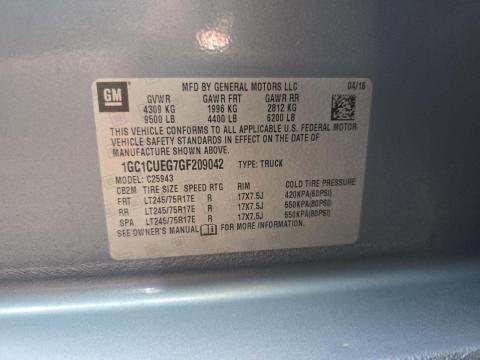 GM
MFD BY GENERAL MOTORS LLC 04/16
GVWR GAWR FRT GAWR RR
4309 KG 1996 KG 2812 KG
9500 LB 4400 LB 6200 LB
THIS VEHICLE CONFORMS TO ALL APPLICABLE U.S. FEDERAL MOTOR
VEHICLE SAFETY STANDARDS IN EFFECT ON THE DATE OF
MANUFACTURE SHOWN ABOVE.
1GC1CUEG7GF209042 TYPE: TRUCK
MODEL: C25943
CB2M TIRE SIZE SPEED RTG RIM COLD TIRE PRESSURE
FRT LT245/75R17E R 17X7.5J 420KPA(60PSI)
RR LT245/75R17E R 17X7.5J 550KPA(80PSI)
SPA LT245/75R17E R 17X7.5J 550KPA(80PSI)
SEE OWNER'S MANUAL FOR MORE INFORMATION.